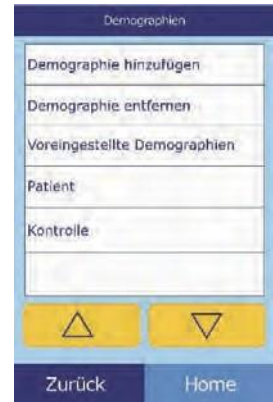 Demographien
Demographie hinzufügen
Demographie entfernen
Voreingestellte Demographien
Patient
Kontrolle
Zurück
Home